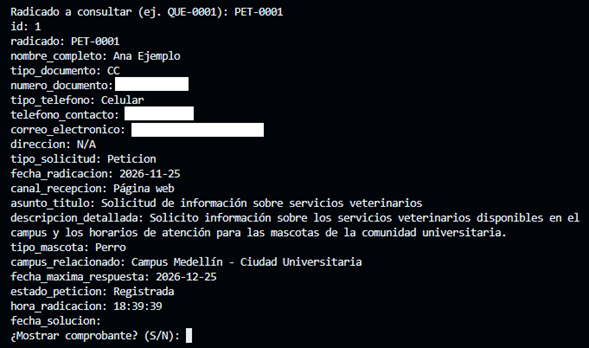 Radicado a consultar (ej. QUE-0001): PET-0001
id: 1
radicado: PET-0001
nombre_completo: Ana Ejemplo
tipo_documento: CC
numero_documento:
tipo_telefono: Celular
telefono_contacto:
correo_electronico:
direccion: N/A
tipo_solicitud: Peticion
fecha_radicacion: 2026-11-25
canal_recepcion: Página web
asunto_titulo: Solicitud de información sobre servicios veterinarios
descripcion_detallada: Solicito información sobre los servicios veterinarios disponibles en el
campus y los horarios de atención para las mascotas de la comunidad universitaria.
tipo_mascota: Perro
campus_relacionado: Campus Medellín - Ciudad Universitaria
fecha_maxima_respuesta: 2026-12-25
estado_peticion: Registrada
hora_radicacion: 18:39:39
fecha_solucion:
¿Mostrar comprobante? (S/N):